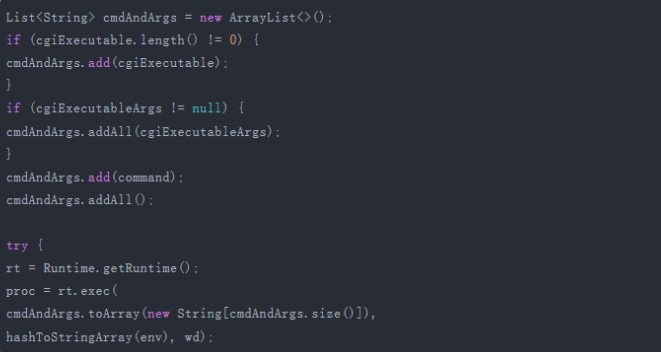 List<String> cmdAndArgs = new ArrayList<>();
if (cgiExecutable.length() != 0) {
cmdAndArgs.add(cgiExecutable);
}
if (cgiExecutableArgs != null) {
cmdAndArgs.addAll(cgiExecutableArgs);
}
cmdAndArgs.add(command);
cmdAndArgs.addAll();
try {
rt = Runtime.getRuntime();
proc = rt.exec(
cmdAndArgs.toArray(new String[cmdAndArgs.size()]),
hashToStringArray(env), wd);